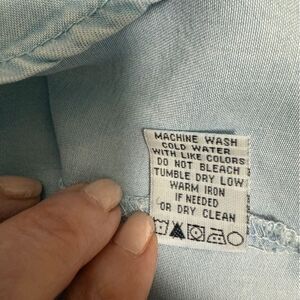 MACHINE WASH
COLD WATER
WITH LIKE COLORS
DO NOT BLEACH
TUMBLE DRY LOW
WARM IRON
IF NEEDED
OR DRY CLEAN